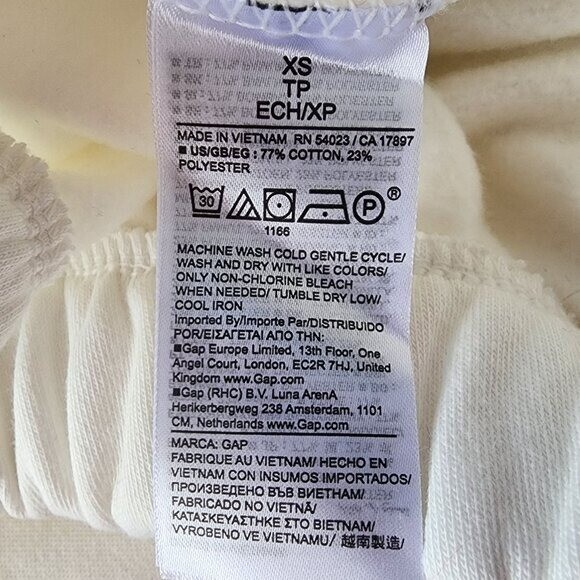 XS
TP
ECH/XP
MADE IN VIETNAM RN 54023 / CA 17897
■ US/GB/EG : 77% COTTON, 23%
POLYESTER
30 P ®
1166
MACHINE WASH COLD GENTLE CYCLE/
WASH AND DRY WITH LIKE COLORS/
ONLY NON-CHLORINE BLEACH
WHEN NEEDED/ TUMBLE DRY LOW/
COOL IRON
Imported By/Importe Par/DISTRIBUIDO
POR/ΕΙΣΑΓΕΤΑΙ ΑΠΟ ΤΗΝ:
■Gap Europe Limited, 13th Floor, One
Angel Court, London, EC2R 7HJ, United
Kingdom www.Gap.com
■Gap (RHC) B.V. Luna ArenA
Herikerbergweg 238 Amsterdam, 1101
CM, Netherlands www.Gap.com
MARCA: GAP
FABRIQUE AU VIETNAM/ HECHO EN
VIETNAM CON INSUMOS IMPORTADOS/
ПРОИЗВЕДЕНО ВЪВ ВИЕТНАМ/
FABRICADO NO VIETNÃ/
ΚΑΤΑΣΚΕΥΑΣΤΗΚΕ ΣΤΟ ΒΙΕΤΝΑΜ/
VYROBENO VE VIETNAMU/ 越南製造/